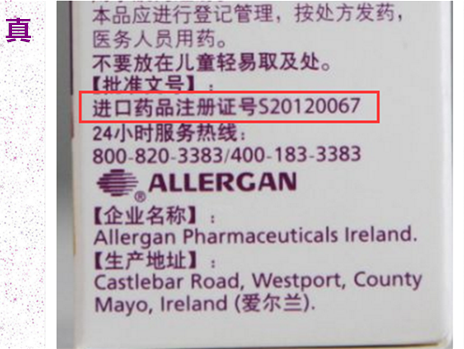 真
本品应进行登记管理，按处方发药，
医务人员用药。
不要放在儿童轻易取及处。
【批准文号】：
进口药品注册证号S20120067
24小时服务热线：
800-820-3383/400-183-3383
ALLERGAN
®
【企业名称】：
Allergan Pharmaceuticals Ireland.
【生产地址】：
Castlebar Road, Westport, County
Mayo, Ireland (爱尔兰).